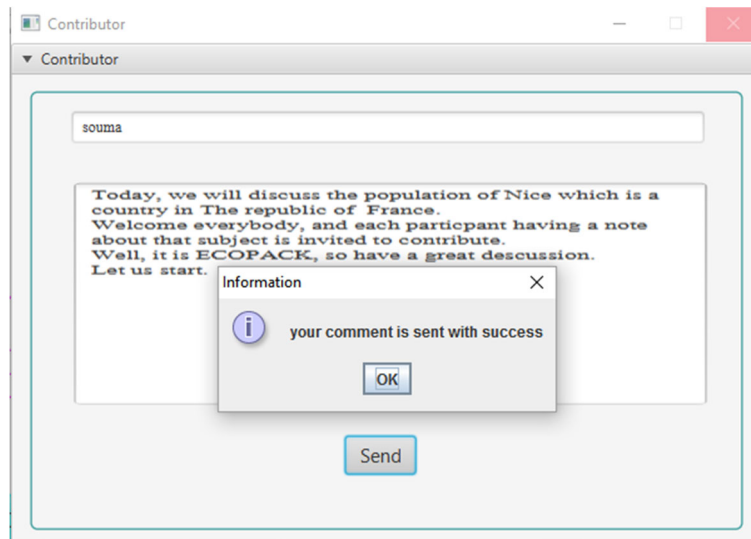 Contributor
Contributor
souma
Today, we will discuss the population of Nice which is a
country in The republic of France.
Welcome everybody, and each particpant having a note
about that subject is invited to contribute.
Well, it is ECOPACK, so have a great descussion.
Let us start.
Information
your comment is sent with success
OK
Send